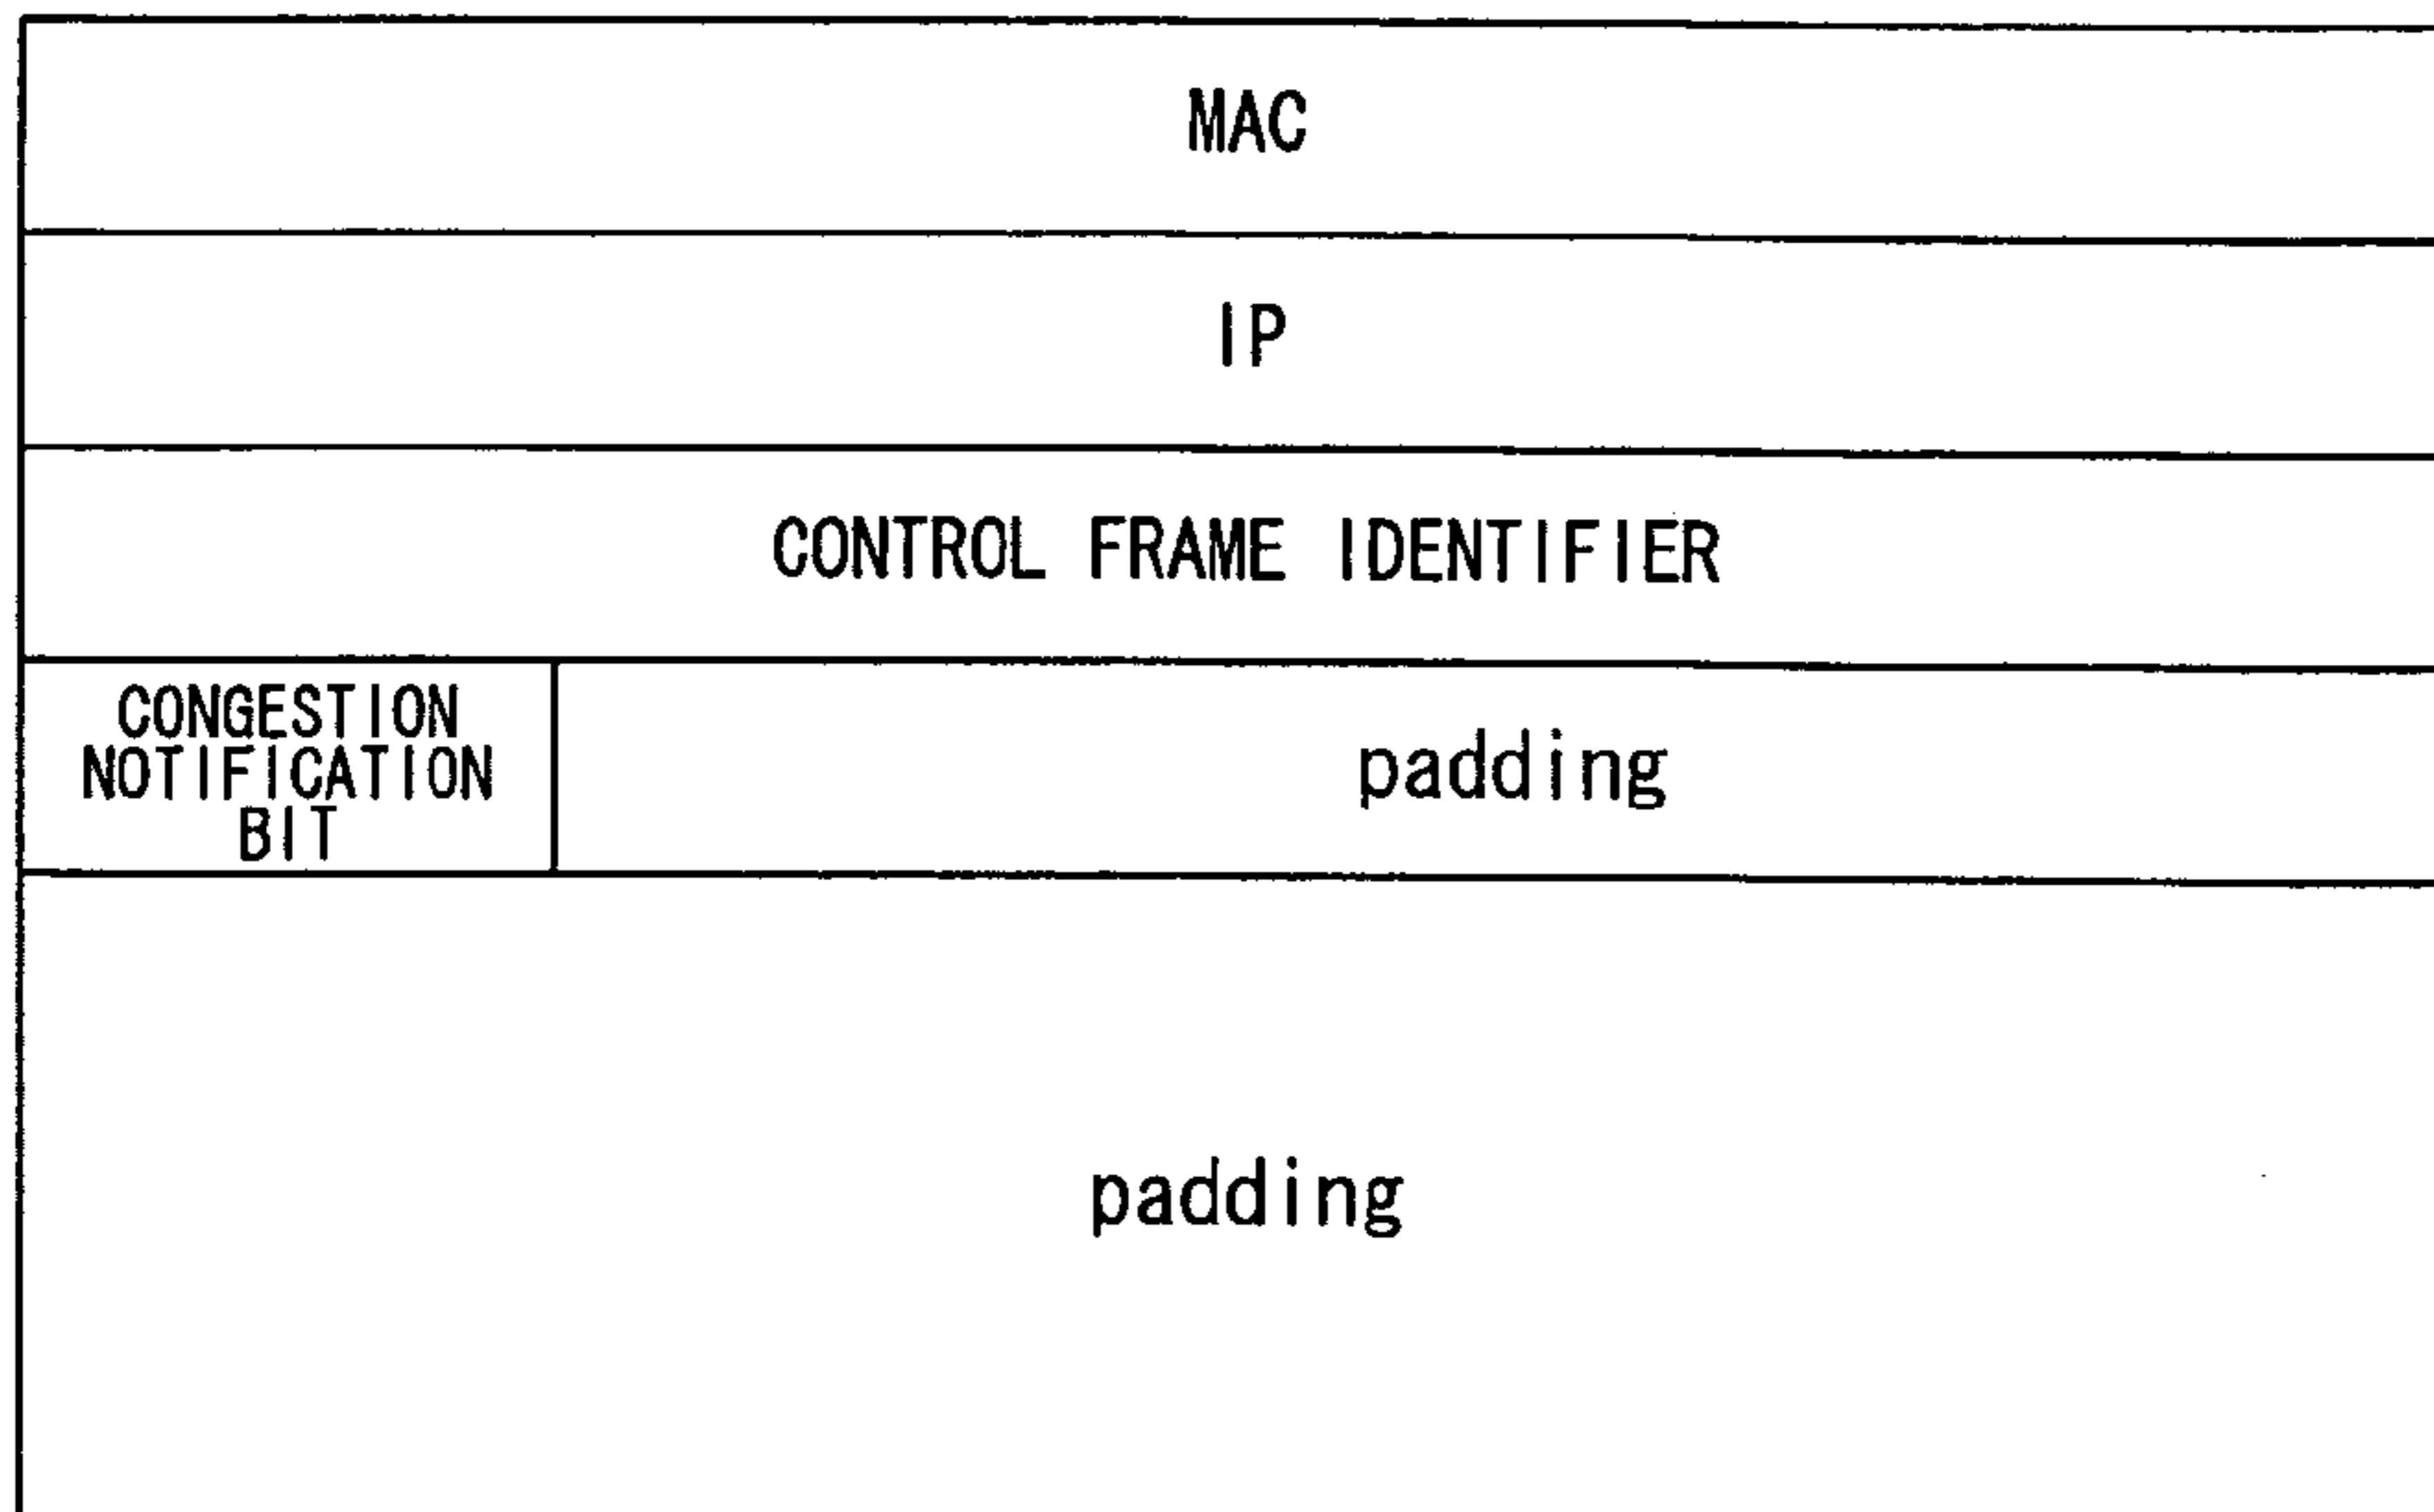 MAC
IP
CONTROL FRAME IDENTIFIER
CONGESTION
NOTIFICATION
BIT
padding
padding